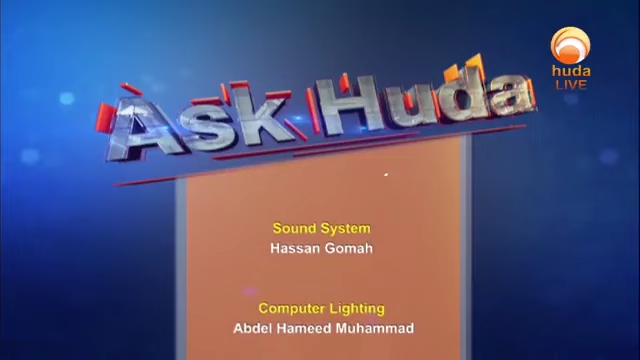 huda
LIVE
Ask Huda
Sound System
Hassan Gomah
Computer Lighting
Abdel Hameed Muhammad